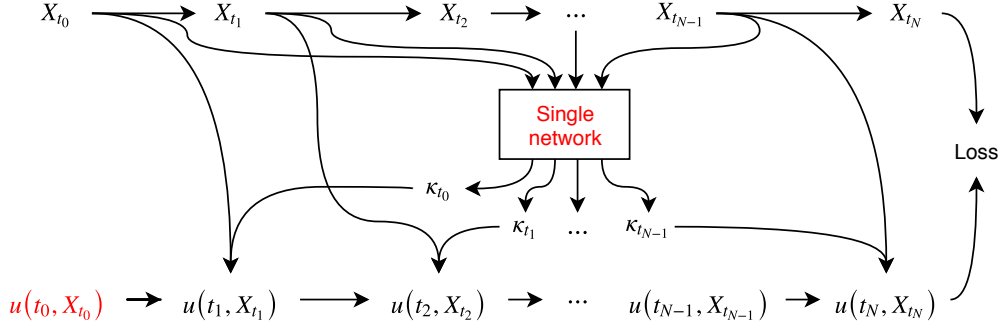 X_{t_0} X_{t_1} X_{t_2} ... X_{t_{N-1}} X_{t_N}
Single
network
Loss
κ_{t_0}
κ_{t_1} ... κ_{t_{N-1}}
u(t_0, X_{t_0}) u(t_1, X_{t_1}) u(t_2, X_{t_2}) ... u(t_{N-1}, X_{t_{N-1}}) u(t_N, X_{t_N})